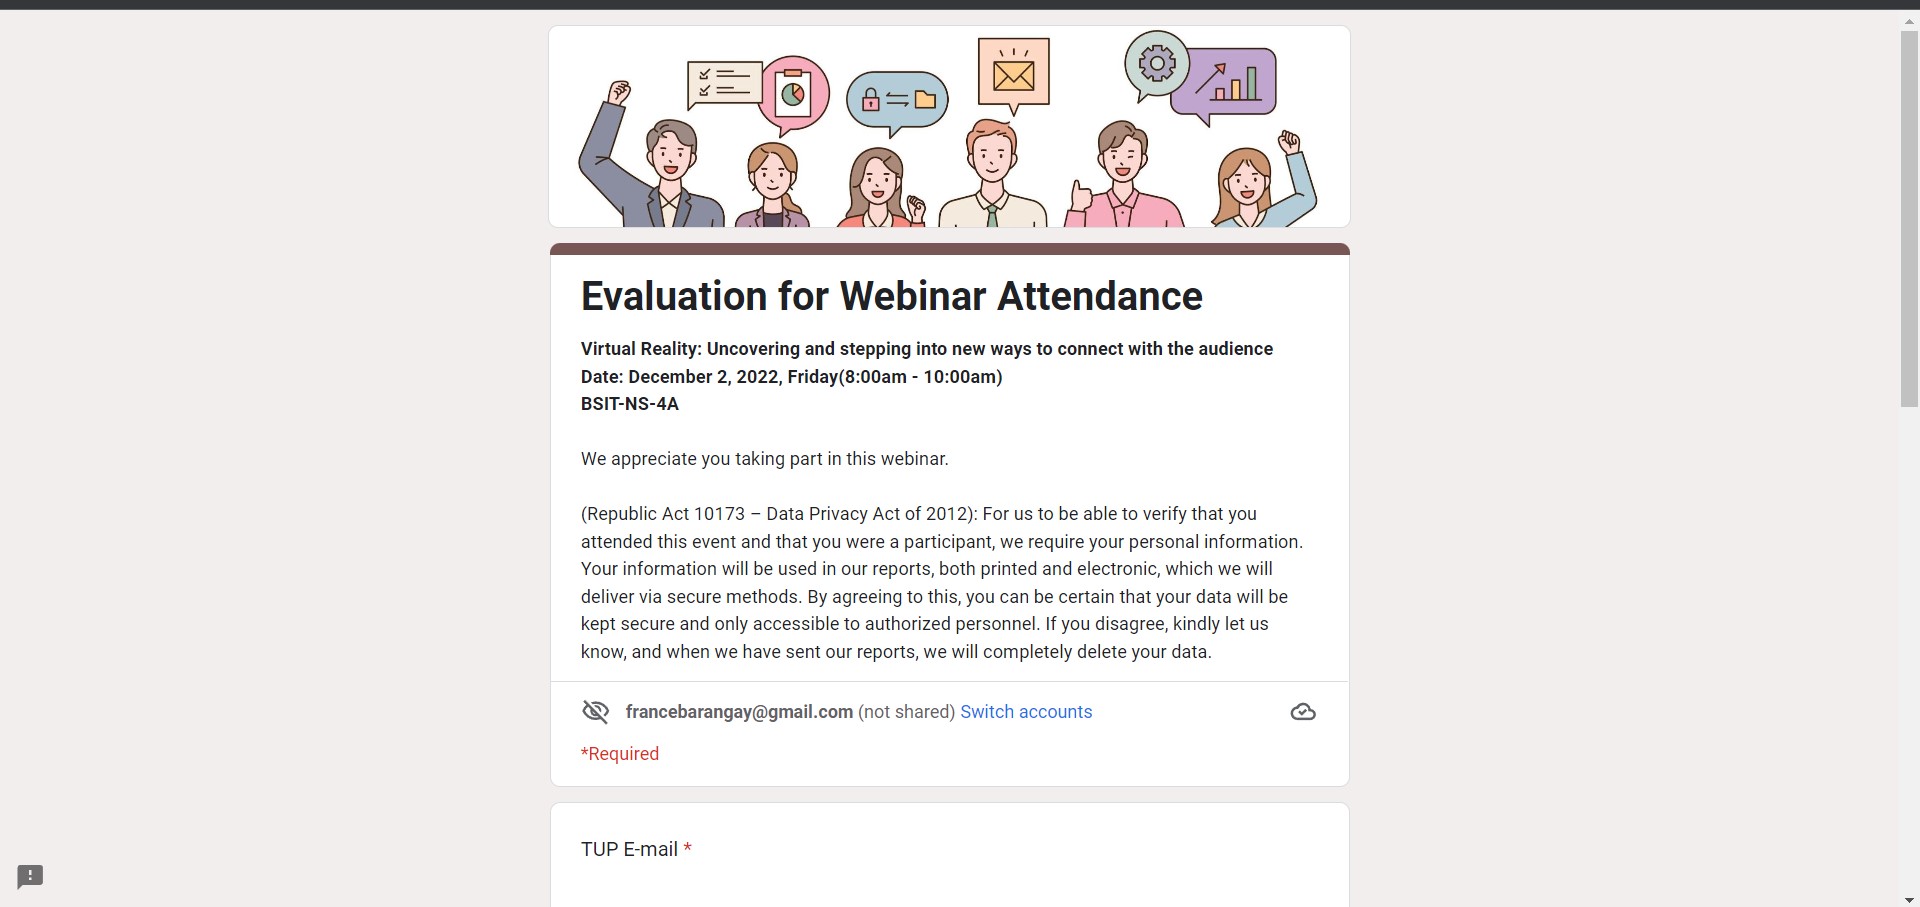 Evaluation for Webinar Attendance
Virtual Reality: Uncovering and stepping into new ways to connect with the audience
Date: December 2, 2022, Friday(8:00am - 10:00am)
BSIT-NS-4A
We appreciate you taking part in this webinar.
(Republic Act 10173 – Data Privacy Act of 2012): For us to be able to verify that you
attended this event and that you were a participant, we require your personal information.
Your information will be used in our reports, both printed and electronic, which we will
deliver via secure methods. By agreeing to this, you can be certain that your data will be
kept secure and only accessible to authorized personnel. If you disagree, kindly let us
know, and when we have sent our reports, we will completely delete your data.
francebarangay@gmail.com (not shared) Switch accounts
*Required
TUP E-mail *